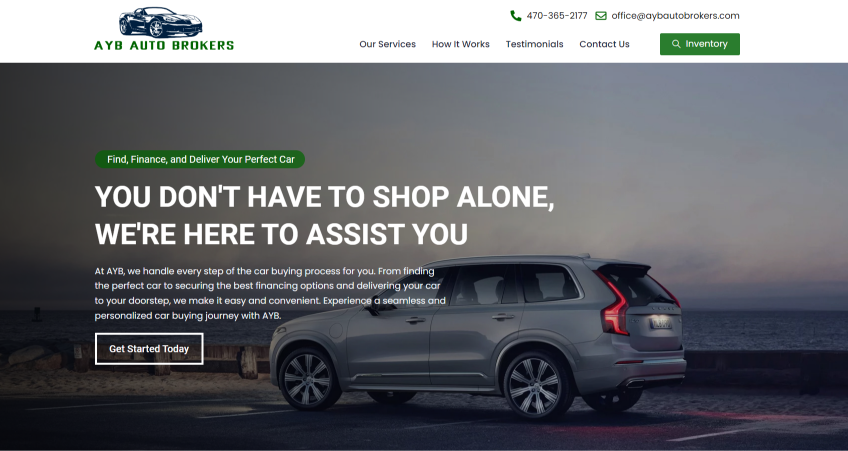 470-365-2177 office@aybautobrokers.com
AYB AUTO BROKERS
Our Services How It Works Testimonials Contact Us Inventory
Find, Finance, and Deliver Your Perfect Car
YOU DON'T HAVE TO SHOP ALONE,
WE'RE HERE TO ASSIST YOU
At AYB, we handle every step of the car buying process for you. From finding
the perfect car to securing the best financing options and delivering your car
to your doorstep, we make it easy and convenient. Experience a seamless and
personalized car buying journey with AYB.
Get Started Today